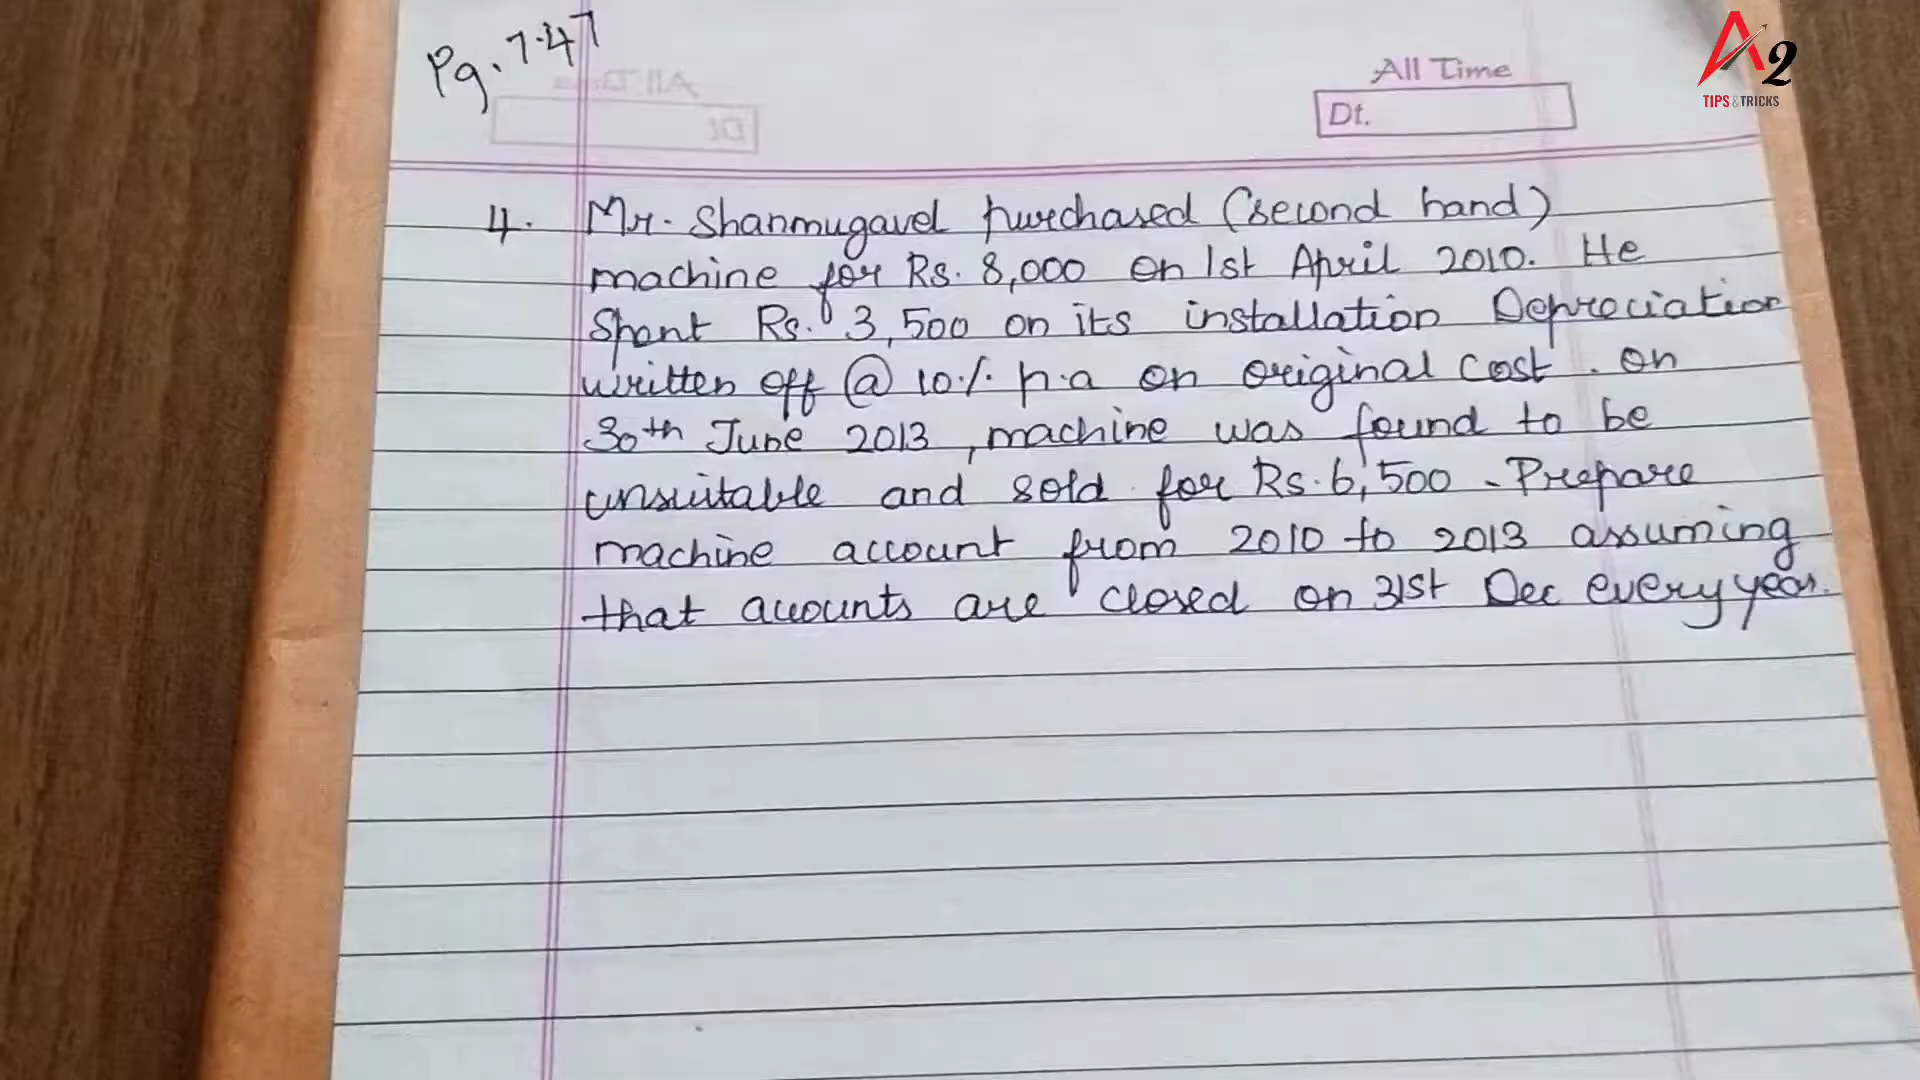 Pg. 7.47
All Time
Dt.
A2
TIPS & TRICKS
4. Mr. Shanmugavel purchased (second hand)
machine for Rs. 8,000 on 1st April 2010. He
Spent Rs. 3,500 on its installation Depreciation
written off @ 10% p.a on original cost. on
30th June 2013, machine was found to be
unsuitable and sold for Rs. 6,500 - Prepare
machine account from 2010 to 2013 assuming
that accounts are closed on 31st Dec every year.